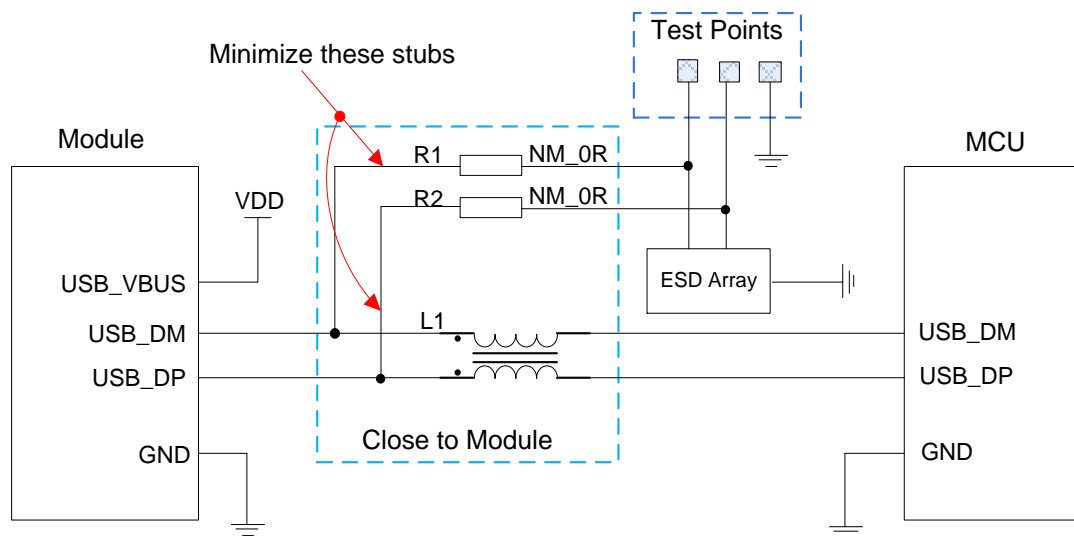 Test Points
Minimize these stubs
Module
MCU
R1 NM_0R
VDD
R2 NM_0R
ESD Array
USB_VBUS
L1
USB_DM
USB_DM
USB_DP
USB_DP
Close to Module
GND
GND